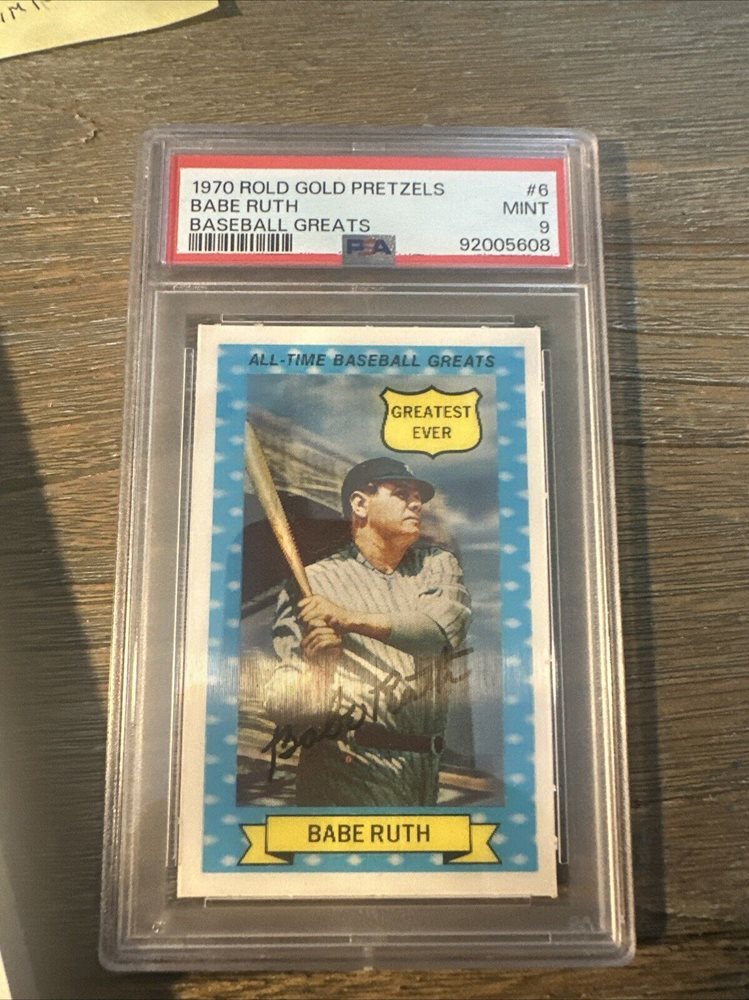 1970 ROLD GOLD PRETZELS #6
BABE RUTH MINT
BASEBALL GREATS 9
PSA 92005608
ALL-TIME BASEBALL GREATS
GREATEST
EVER
Babe Ruth
BABE RUTH